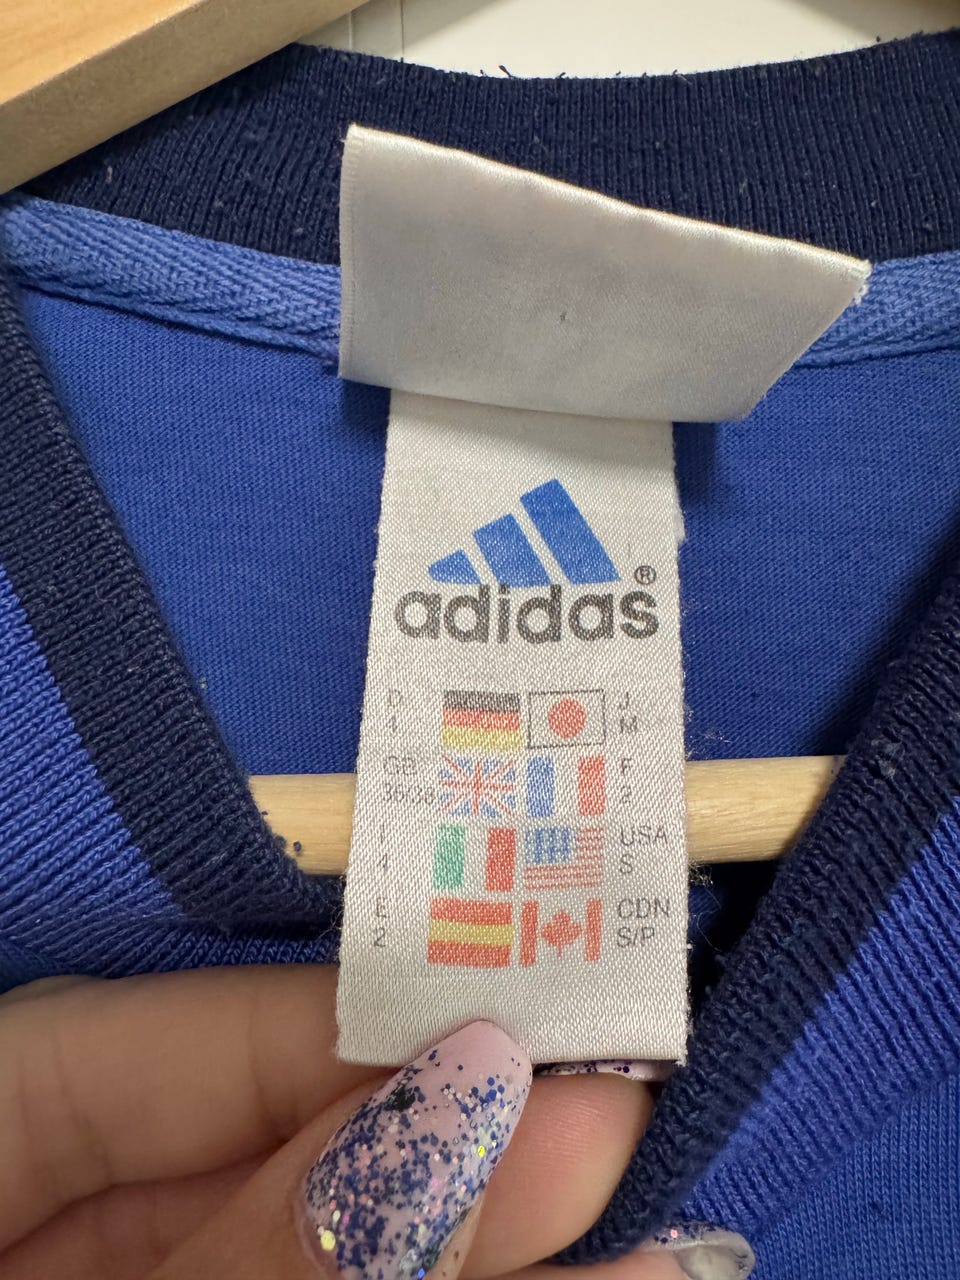 adidas®
D J
4 M
GB F
36/38 2
I USA
4 S
E CDN
2 S/P